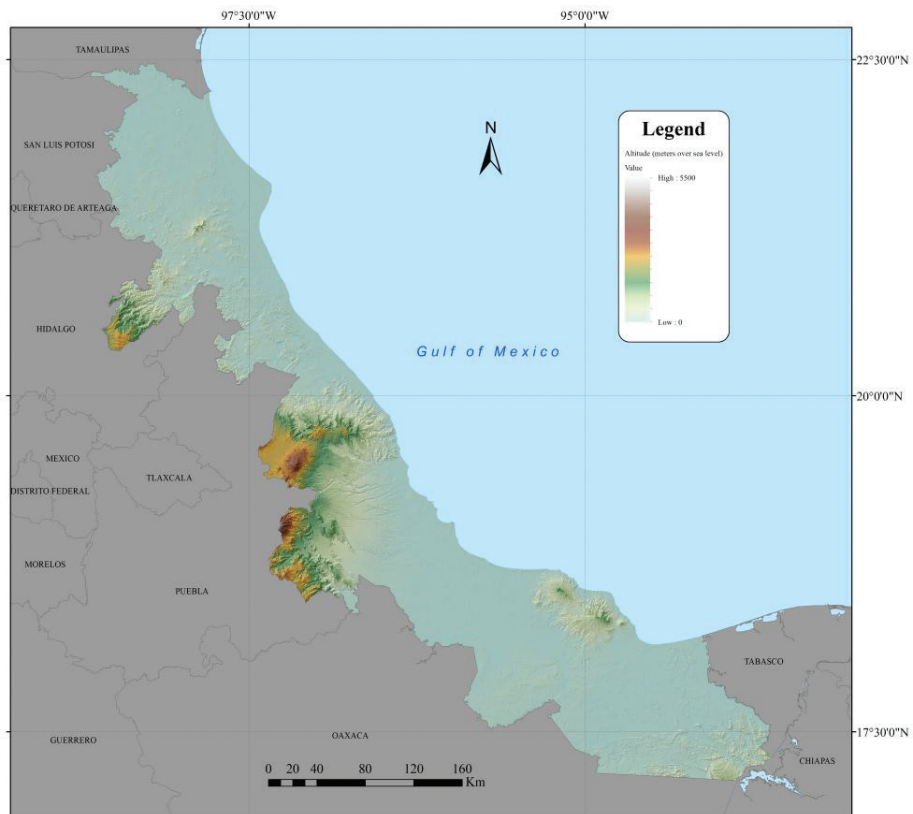 97°30'0"W
95°0'0"W
TAMAULIPAS
22°30'0"N
N
Legend
Altitude (meters over sea level)
Value
High : 5500
Low : 0
SAN LUIS POTOSI
QUERETARO DE ARTEAGA
HIDALGO
Gulf of Mexico
20°0'0"N
MEXICO
TLAXCALA
DISTRITO FEDERAL
MORELOS
PUEBLA
TABASCO
17°30'0"N
GUERRERO
OAXACA
CHIAPAS
0 20 40 80 120 160
Km